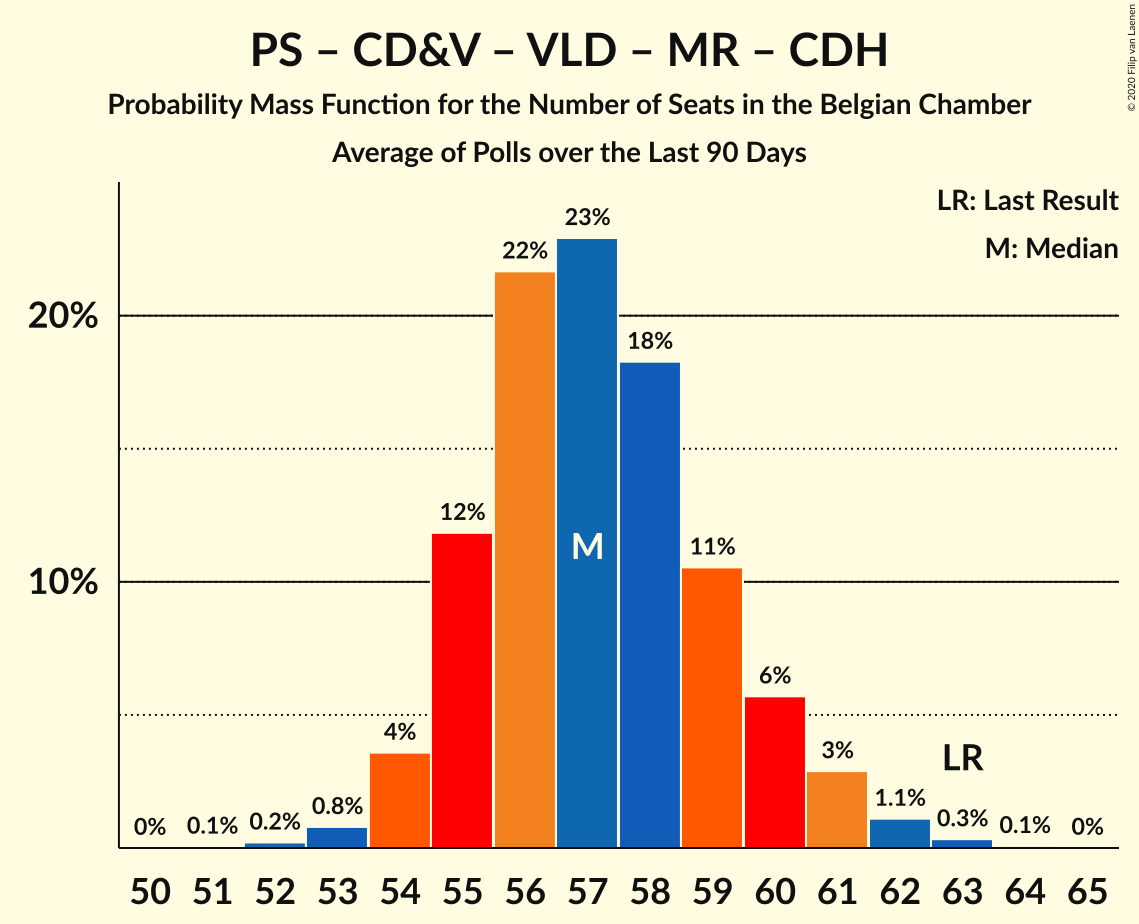 PS – CD&V – VLD – MR – CDH
Probability Mass Function for the Number of Seats in the Belgian Chamber
Average of Polls over the Last 90 Days
© 2020 Filip van Laenen
LR: Last Result
M: Median
20%
10%
0%
0.1%
0.2%
0.8%
4%
12%
22%
23%
18%
11%
6%
3%
1.1%
0.3%
0.1%
0%
M
LR
50 51 52 53 54 55 56 57 58 59 60 61 62 63 64 65